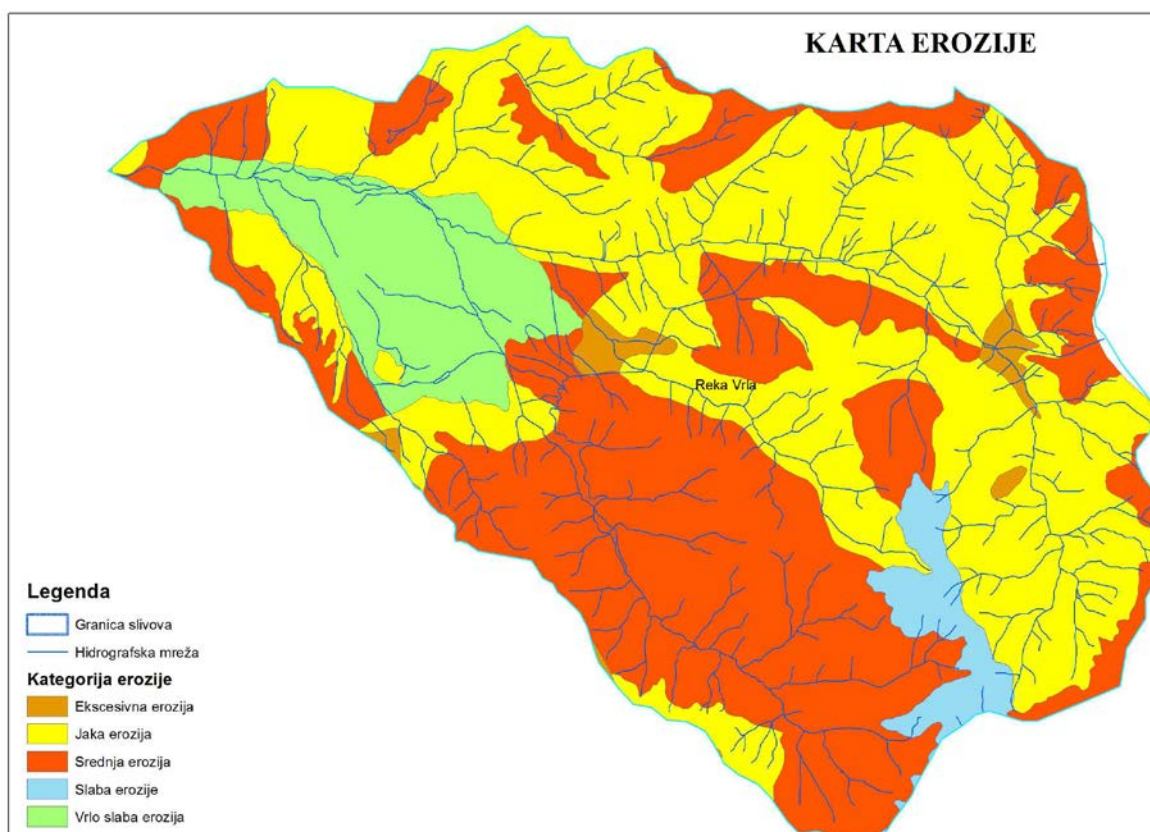 KARTA EROZIJE
Reka Vrla
Legenda
Granica slivova
Hidrografska mreža
Kategorija erozije
Ekscesivna erozija
Jaka erozija
Srednja erozija
Slaba erozije
Vrlo slaba erozija